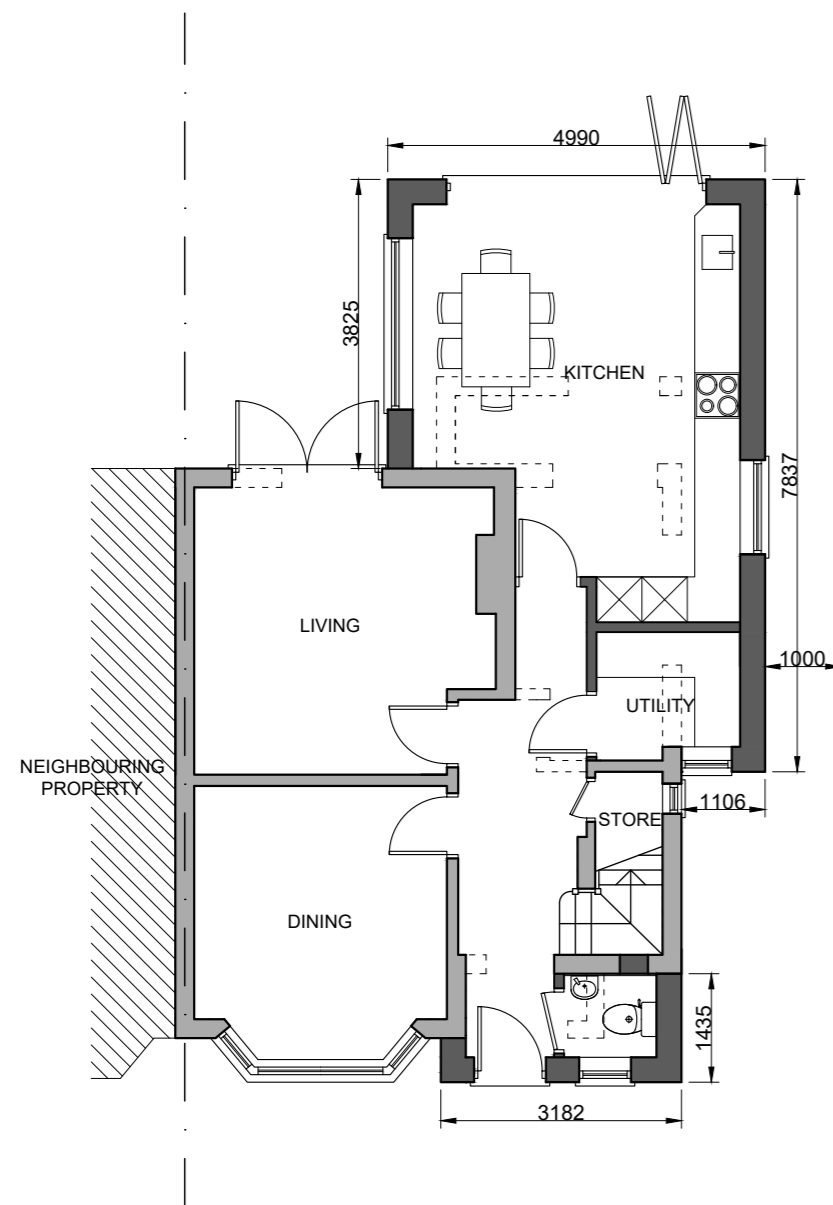 4990
3825
KITCHEN
7837
LIVING
1000
UTILITY
NEIGHBOURING
PROPERTY
1106
STORE
DINING
1435
3182